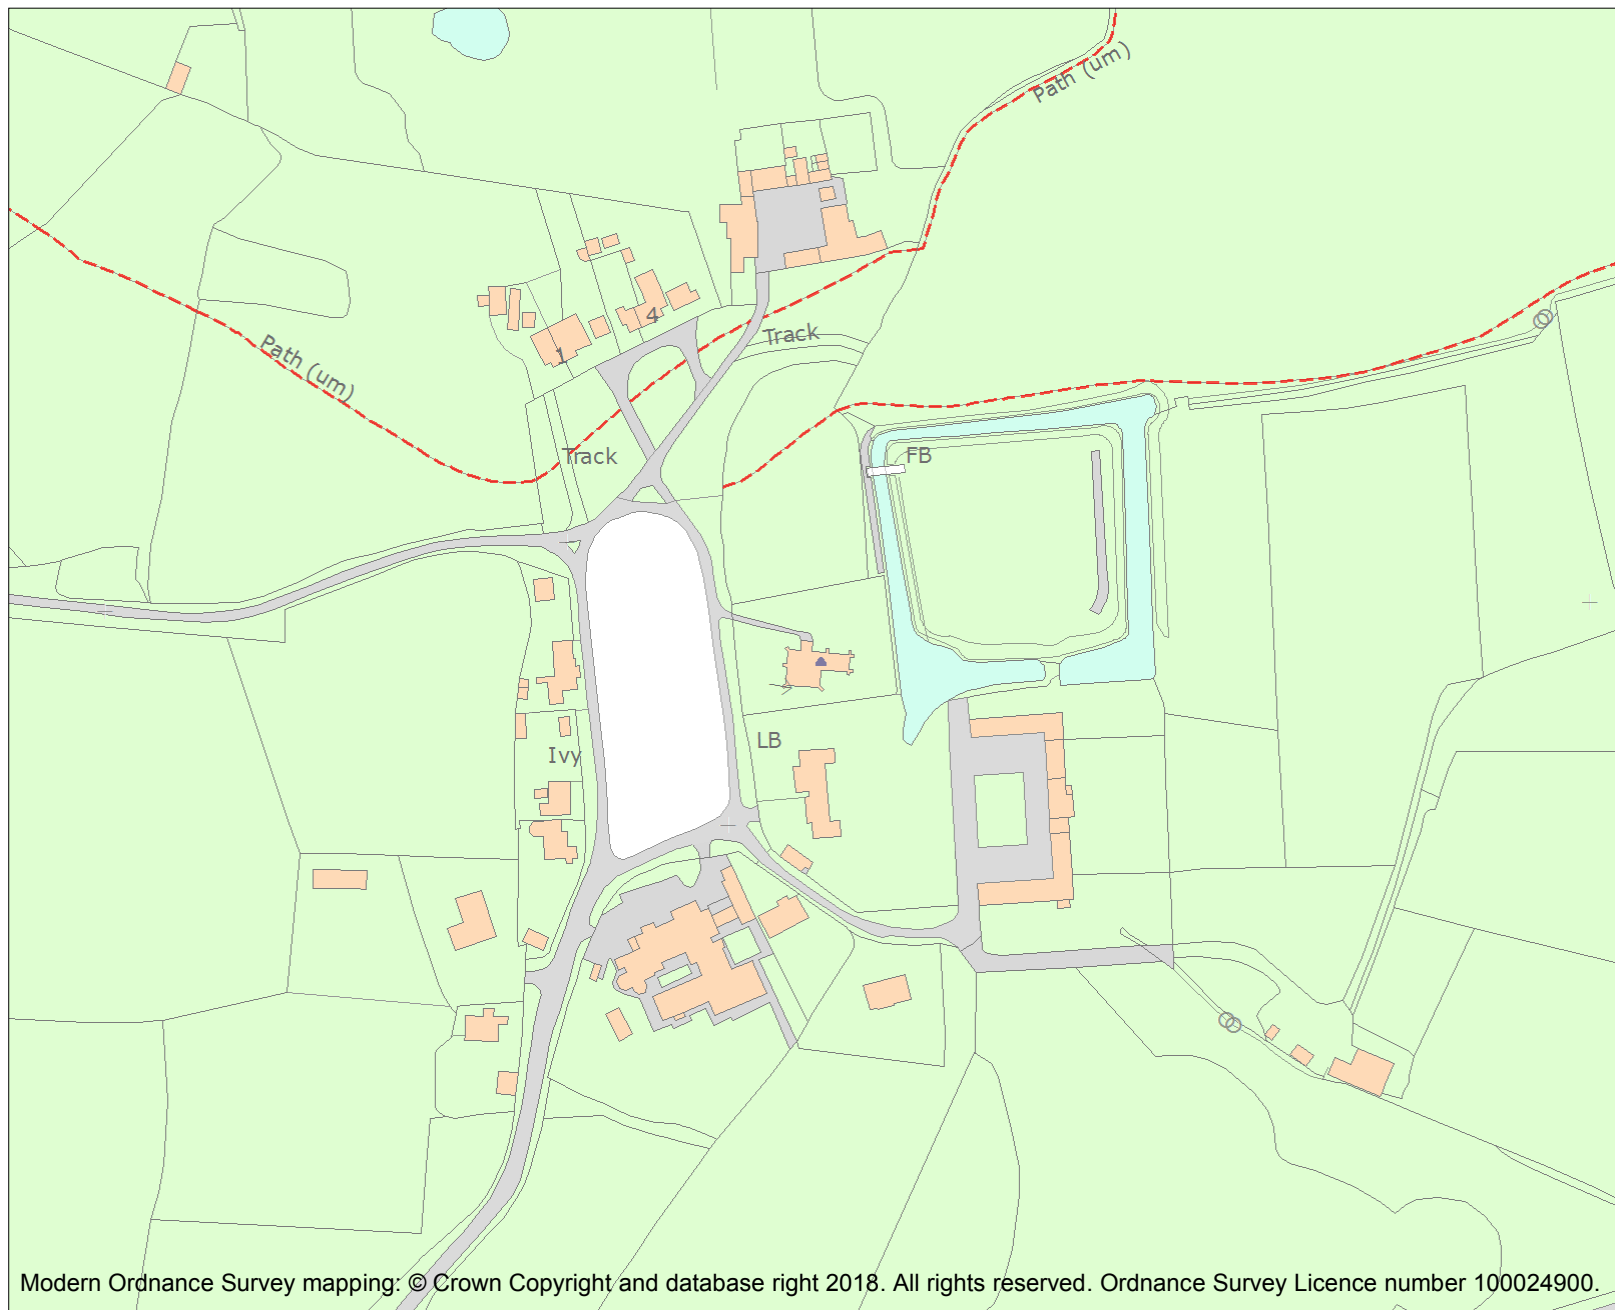 Path (um)
4
Track
1
Path (um)
Track
FB
LB
Ivy
Modern Ordnance Survey mapping: © Crown Copyright and database right 2018. All rights reserved. Ordnance Survey Licence number 100024900.